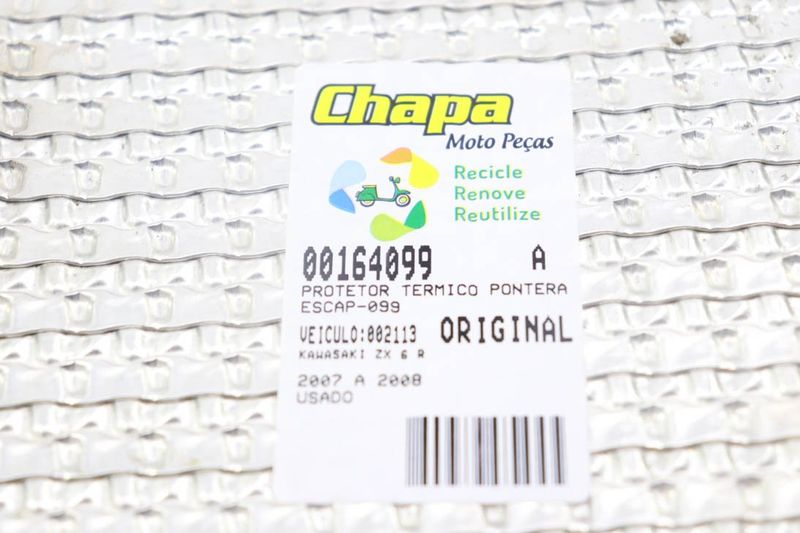 Chapa
Moto Peças
Recicle
Renove
Reutilize
00164099 A
PROTETOR TERMICO PONTERA
ESCAP-099
VEICULO:002113 ORIGINAL
KAWASAKI ZX 6 R
2007 A 2008
USADO